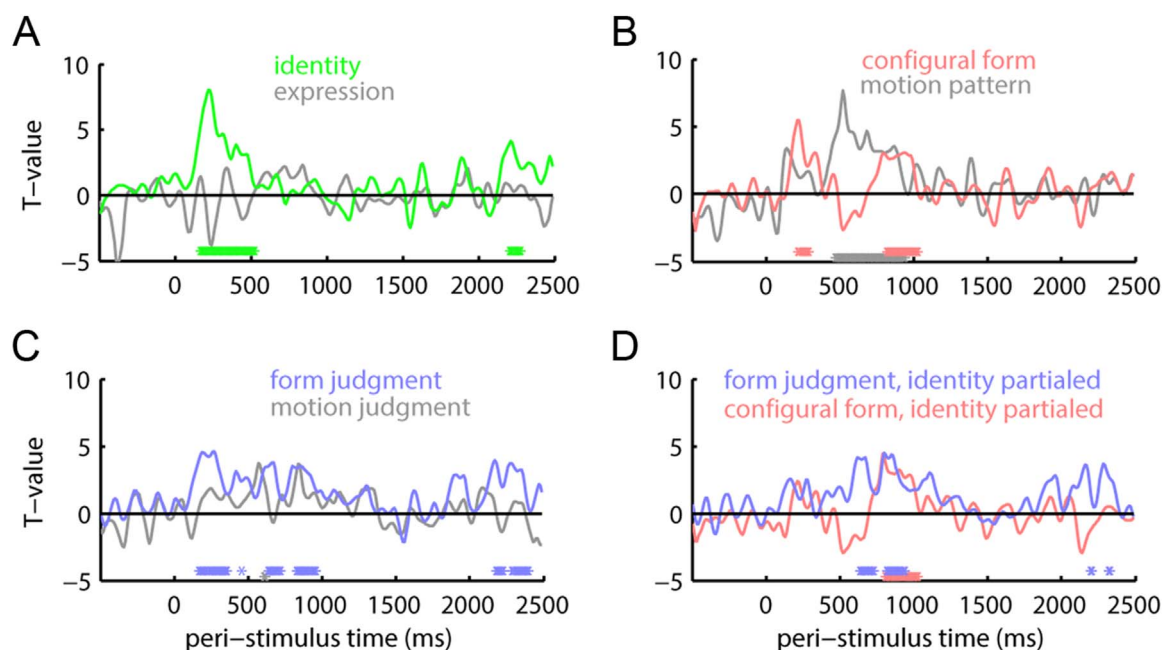 A
identity
expression
10
5
0
−5
T−value
0 500 1000 1500 2000 2500
B
configural form
motion pattern
10
5
0
−5
0 500 1000 1500 2000 2500
C
form judgment
motion judgment
10
5
0
−5
T−value
0 500 1000 1500 2000 2500
peri−stimulus time (ms)
D
form judgment, identity partialed
configural form, identity partialed
10
5
0
−5
0 500 1000 1500 2000 2500
peri−stimulus time (ms)